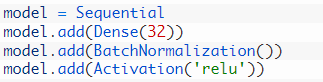 model = Sequential
model.add(Dense(32))
model.add(BatchNormalization())
model.add(Activation('relu'))